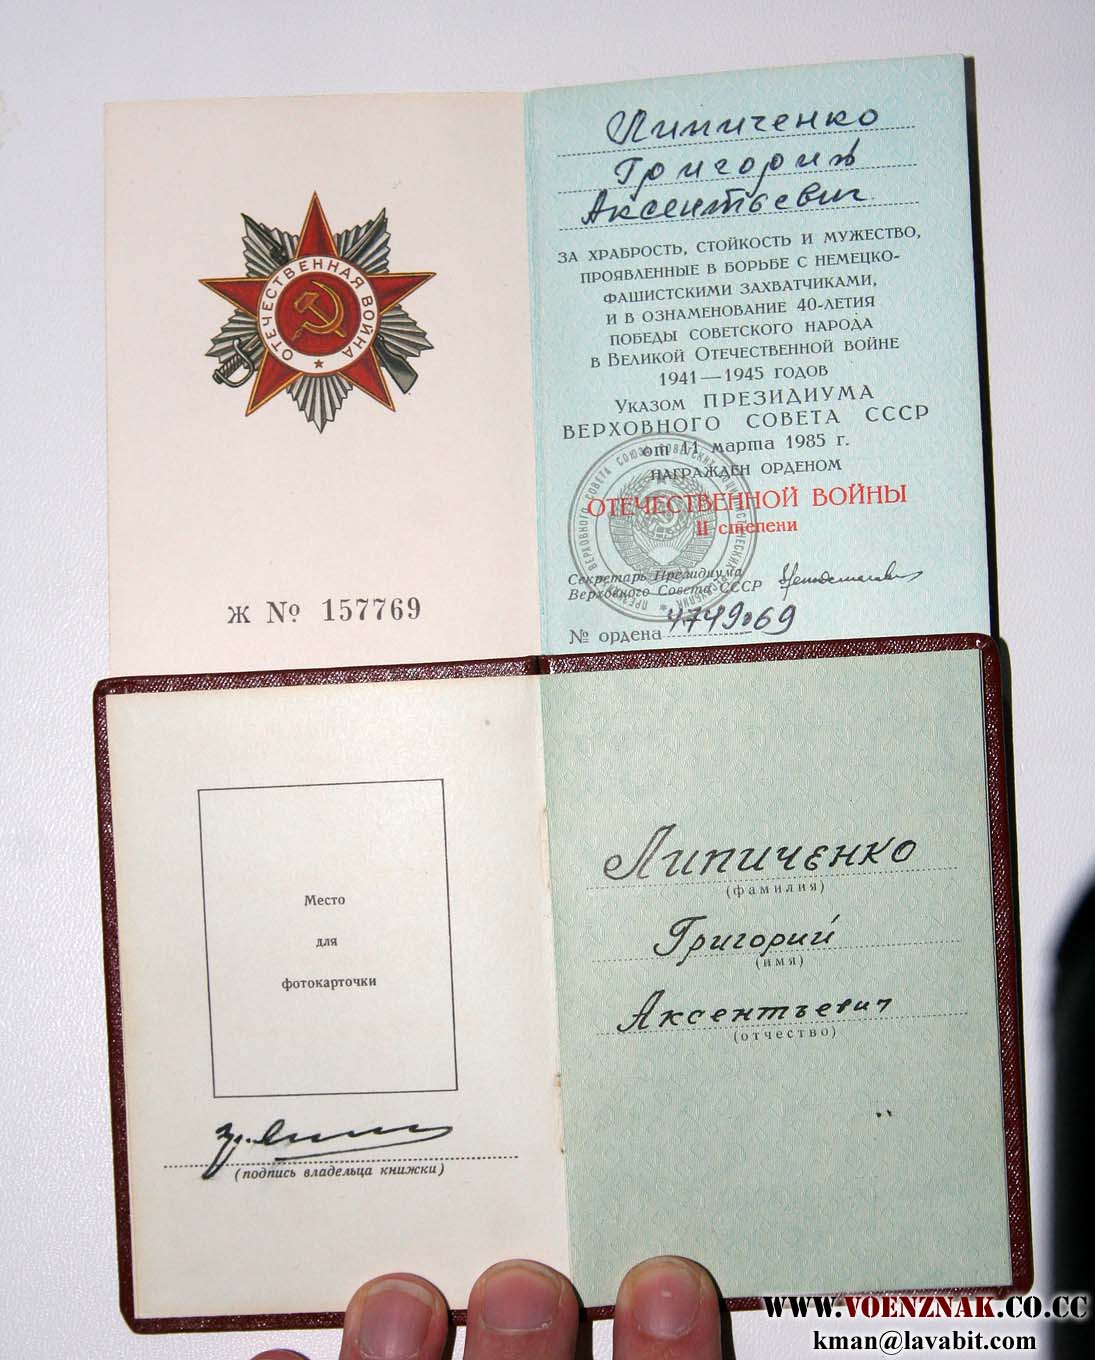 ОТЕЧЕСТВЕННАЯ ВОЙНА
Ж № 157769
Липиченко
Григорий
Аксентьевич
ЗА ХРАБРОСТЬ, СТОЙКОСТЬ И МУЖЕСТВО,
ПРОЯВЛЕННЫЕ В БОРЬБЕ С НЕМЕЦКО-
ФАШИСТСКИМИ ЗАХВАТЧИКАМИ,
И В ОЗНАМЕНОВАНИЕ 40-ЛЕТИЯ
ПОБЕДЫ СОВЕТСКОГО НАРОДА
В ВЕЛИКОЙ ОТЕЧЕСТВЕННОЙ ВОЙНЕ
1941—1945 ГОДОВ
УКАЗОМ ПРЕЗИДИУМА
ВЕРХОВНОГО СОВЕТА СССР
от 11 марта 1985 г.
НАГРАЖДЕН ОРДЕНОМ
ОТЕЧЕСТВЕННОЙ ВОЙНЫ
II степени
Секретарь Президиума
Верховного Совета СССР
№ ордена 4749069
Место
для
фотокарточки
(подпись владельца книжки)
Липиченко
(фамилия)
Григорий
(имя)
Аксентьевич
(отчество)
WWW.VOENZNAK.CO.CC
kman@lavabit.com